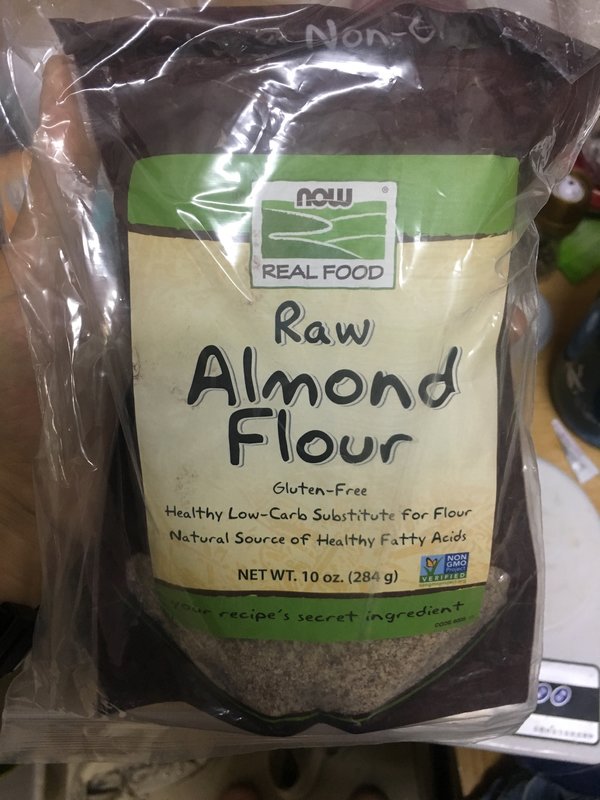 Non-G
now
®
REAL FOOD
Raw
Almond
Flour
Gluten-Free
Healthy Low-Carb Substitute for Flour
Natural Source of Healthy Fatty Acids
NET WT. 10 oz. (284 g)
NON
GMO
Project
VERIFIED
your recipe's secret ingredient